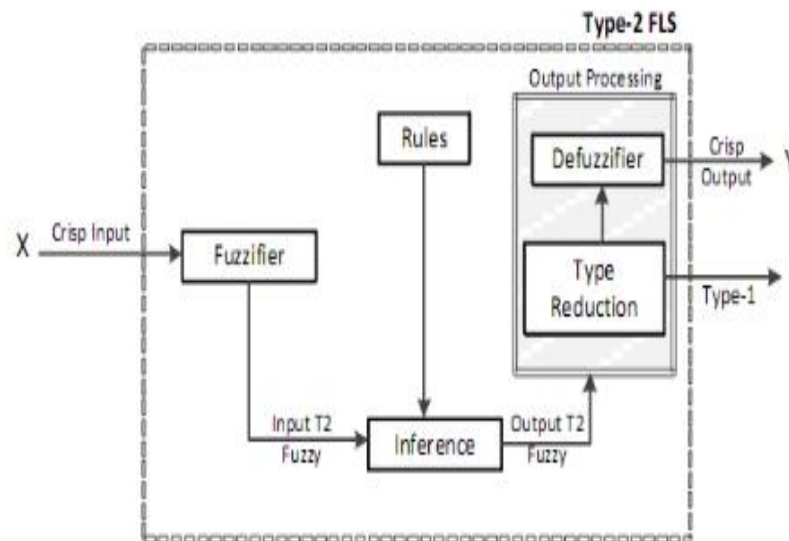 Type-2 FLS
Output Processing
Rules
Defuzzifier
Crisp
Output
Y
X
Crisp Input
Fuzzifier
Type
Reduction
Type-1
Input T2
Fuzzy
Inference
Output T2
Fuzzy